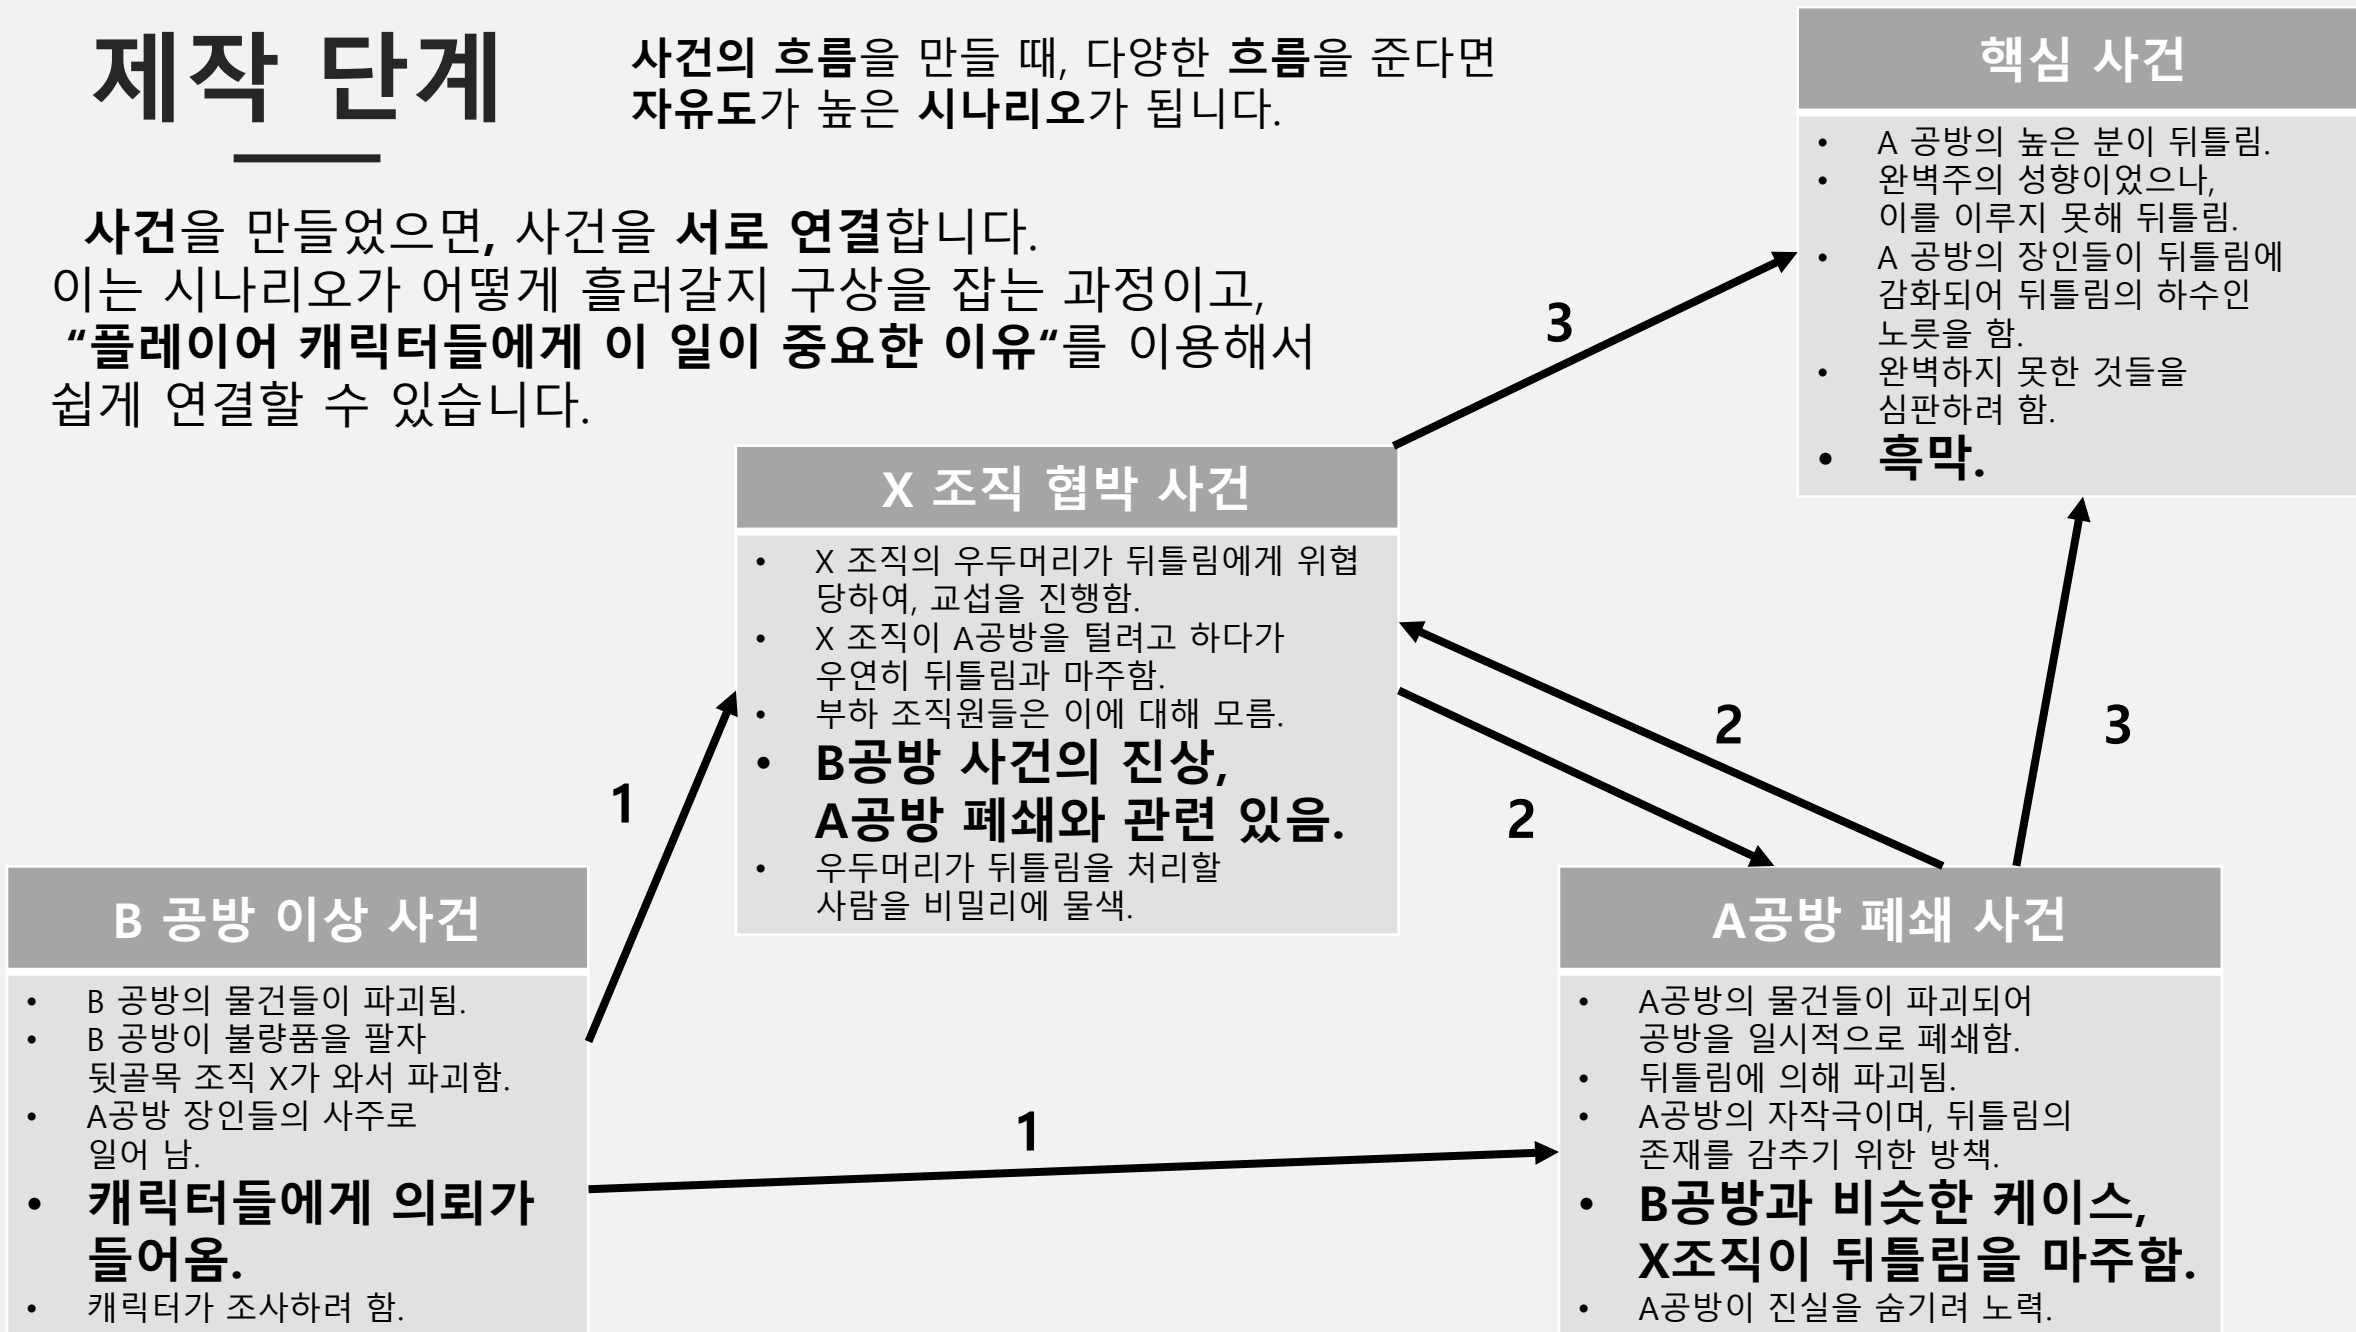 제작 단계
사건의 흐름을 만들 때, 다양한 흐름을 준다면
자유도가 높은 시나리오가 됩니다.
사건을 만들었으면, 사건을 서로 연결합니다.
이는 시나리오가 어떻게 흘러갈지 구상을 잡는 과정이고,
“플레이어 캐릭터들에게 이 일이 중요한 이유“를 이용해서
쉽게 연결할 수 있습니다.
핵심 사건
• A 공방의 높은 분이 뒤틀림.
• 완벽주의 성향이었으나,
이를 이루지 못해 뒤틀림.
• A 공방의 장인들이 뒤틀림에
감화되어 뒤틀림의 하수인
노릇을 함.
• 완벽하지 못한 것들을
심판하려 함.
• 흑막.
3
X 조직 협박 사건
• X 조직의 우두머리가 뒤틀림에게 위협
당하여, 교섭을 진행함.
• X 조직이 A공방을 털려고 하다가
우연히 뒤틀림과 마주함.
• 부하 조직원들은 이에 대해 모름.
• B공방 사건의 진상,
A공방 폐쇄와 관련 있음.
• 우두머리가 뒤틀림을 처리할
사람을 비밀리에 물색.
2
3
1
2
B 공방 이상 사건
• B 공방의 물건들이 파괴됨.
• B 공방이 불량품을 팔자
뒷골목 조직 X가 와서 파괴함.
• A공방 장인들의 사주로
일어 남.
• 캐릭터들에게 의뢰가
들어옴.
• 캐릭터가 조사하려 함.
1
A공방 폐쇄 사건
• A공방의 물건들이 파괴되어
공방을 일시적으로 폐쇄함.
• 뒤틀림에 의해 파괴됨.
• A공방의 자작극이며, 뒤틀림의
존재를 감추기 위한 방책.
• B공방과 비슷한 케이스,
X조직이 뒤틀림을 마주함.
• A공방이 진실을 숨기려 노력.